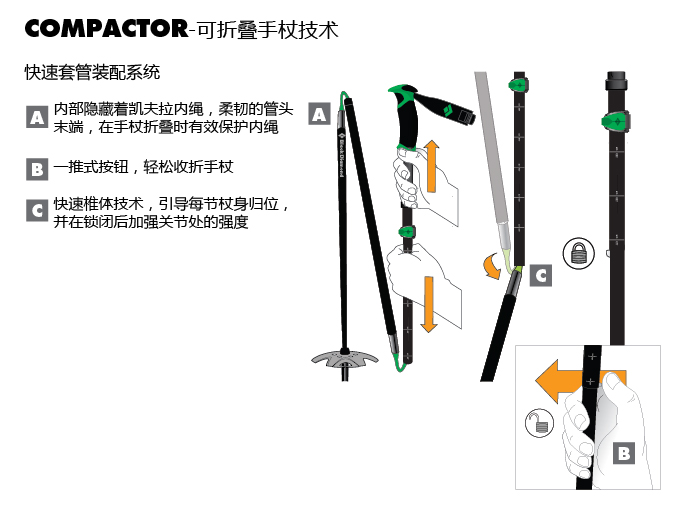 COMPACTOR-可折叠手杖技术
快速套管装配系统
A 内部隐藏着凯夫拉内绳，柔韧的管头
末端，在手杖折叠时有效保护内绳
B 一推式按钮，轻松收折手杖
C 快速椎体技术，引导每节杖身归位，
并在锁闭后加强关节处的强度
A
Black Diamond
C
B